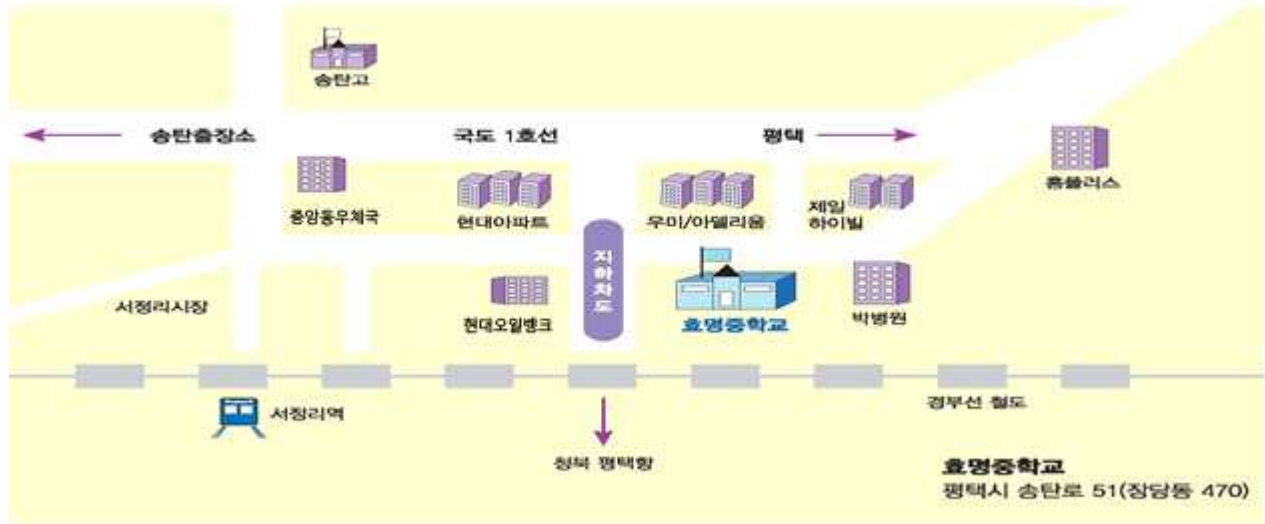 송탄고
송탄출장소
국도 1호선
평택
홈플러스
중앙동우체국
현대아파트
우미/아델리움
제일
하이빌
지하차도
서정리시장
현대오일뱅크
효명중학교
박병원
서정리역
경부선 철도
청북 평택항
효명중학교
평택시 송탄로 51(장당동 470)